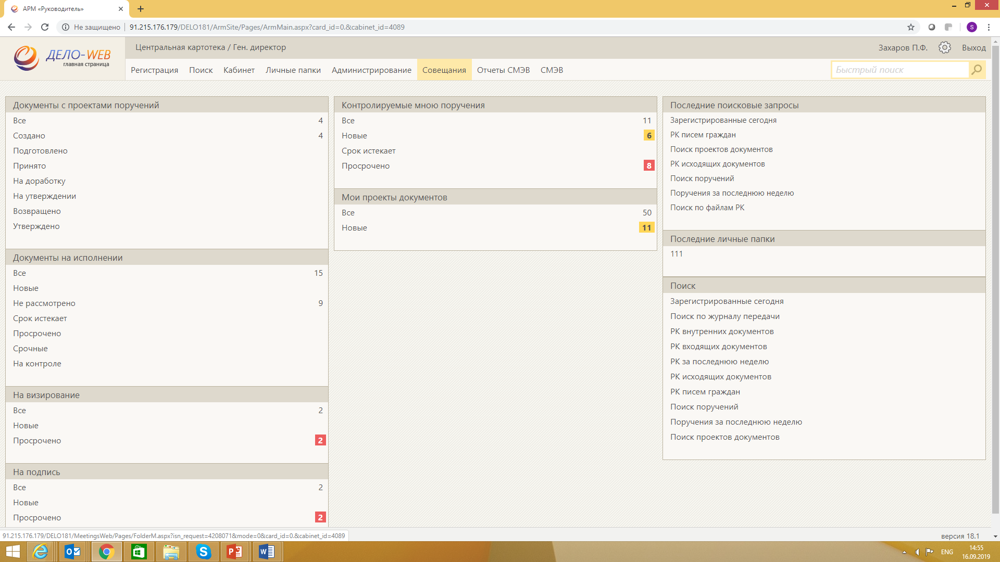 АРМ «Руководитель»
Не защищено
91.215.176.179/DELO181/ArmSite/Pages/ArmMain.aspx?card_id=0.&cabinet_id=4089
S
ДЕЛО-WEB
главная страница
Центральная картотека / Ген. директор
Захаров П.Ф.
Выход
Регистрация Поиск Кабинет Личные папки Администрирование Совещания Отчеты СМЭВ СМЭВ
Быстрый поиск
Документы с проектами поручений
Все 4
Создано 4
Подготовлено
Принято
На доработку
На утверждении
Возвращено
Утверждено
Документы на исполнении
Все 15
Новые
Не рассмотрено 9
Срок истекает
Просрочено
Срочные
На контроле
На визирование
Все 2
Новые
Просрочено 2
На подпись
Все 2
Новые
Просрочено 2
Контролируемые мною поручения
Все 11
Новые 6
Срок истекает
Просрочено 8
Мои проекты документов
Все 50
Новые 11
Последние поисковые запросы
Зарегистрированные сегодня
РК писем граждан
Поиск проектов документов
РК исходящих документов
Поиск поручений
Поручения за последнюю неделю
Поиск по файлам РК
Последние личные папки
111
Поиск
Зарегистрированные сегодня
Поиск по журналу передачи
РК внутренних документов
РК входящих документов
РК за последнюю неделю
РК исходящих документов
РК писем граждан
Поиск поручений
Поручения за последнюю неделю
Поиск проектов документов
91.215.176.179/DELO181/MeetingsWeb/Pages/FolderM.aspx?isn_request=4208071&mode=0&card_id=0.&cabinet_id=4089
версия 18.1
ENG
14:55
16.09.2019